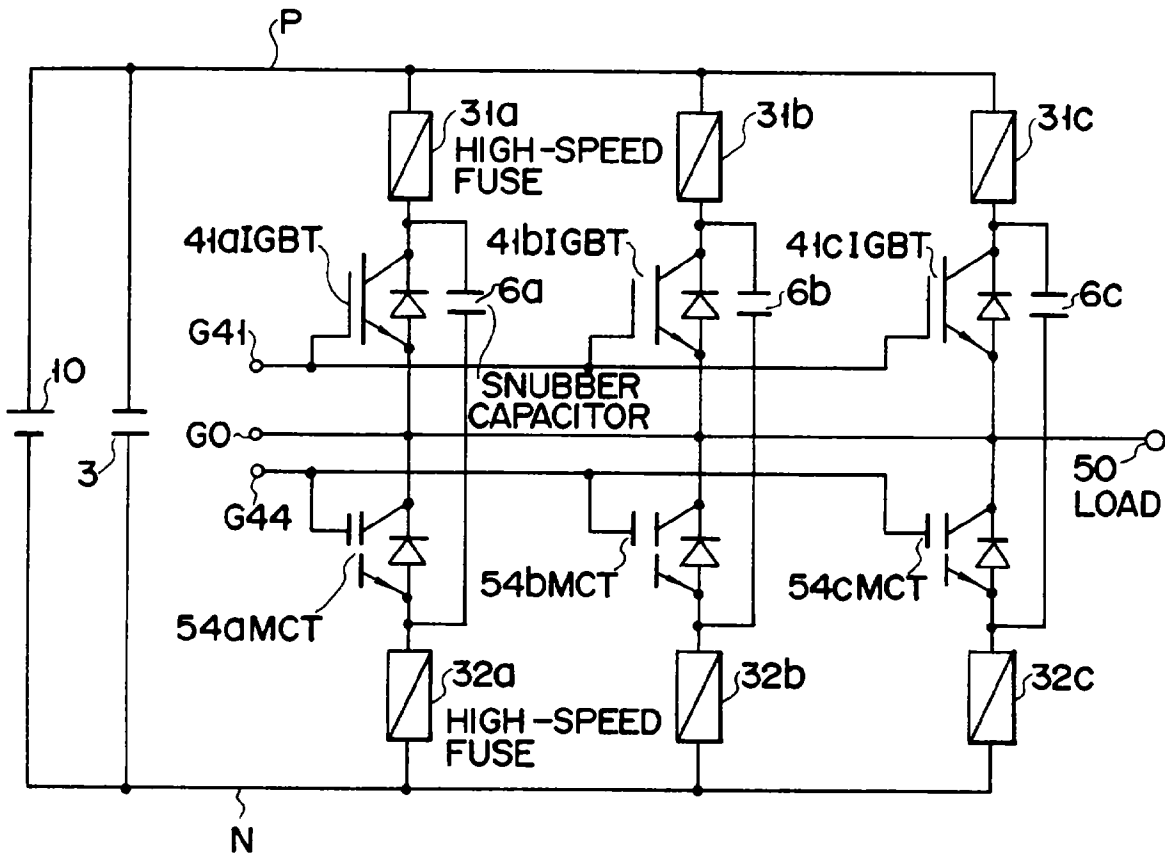 P
31a
HIGH-SPEED
FUSE
31b
31c
41aIGBT
41bIGBT
41cIGBT
6a
6b
6c
G41
10
SNUBBER
CAPACITOR
GO
3
G44
50
LOAD
54aMCT
54bMCT
54cMCT
32a
HIGH-SPEED
FUSE
32b
32c
N